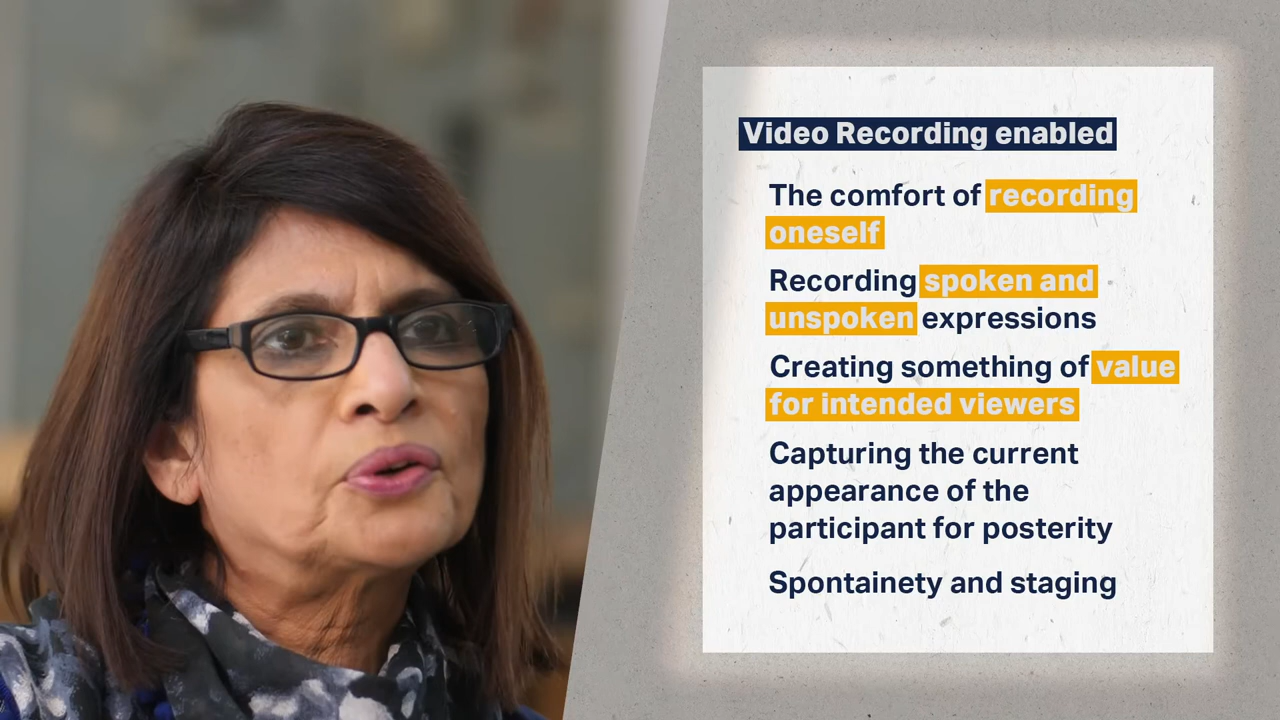 Video Recording enabled
The comfort of recording
oneself
Recording spoken and
unspoken expressions
Creating something of value
for intended viewers
Capturing the current
appearance of the
participant for posterity
Spontainety and staging